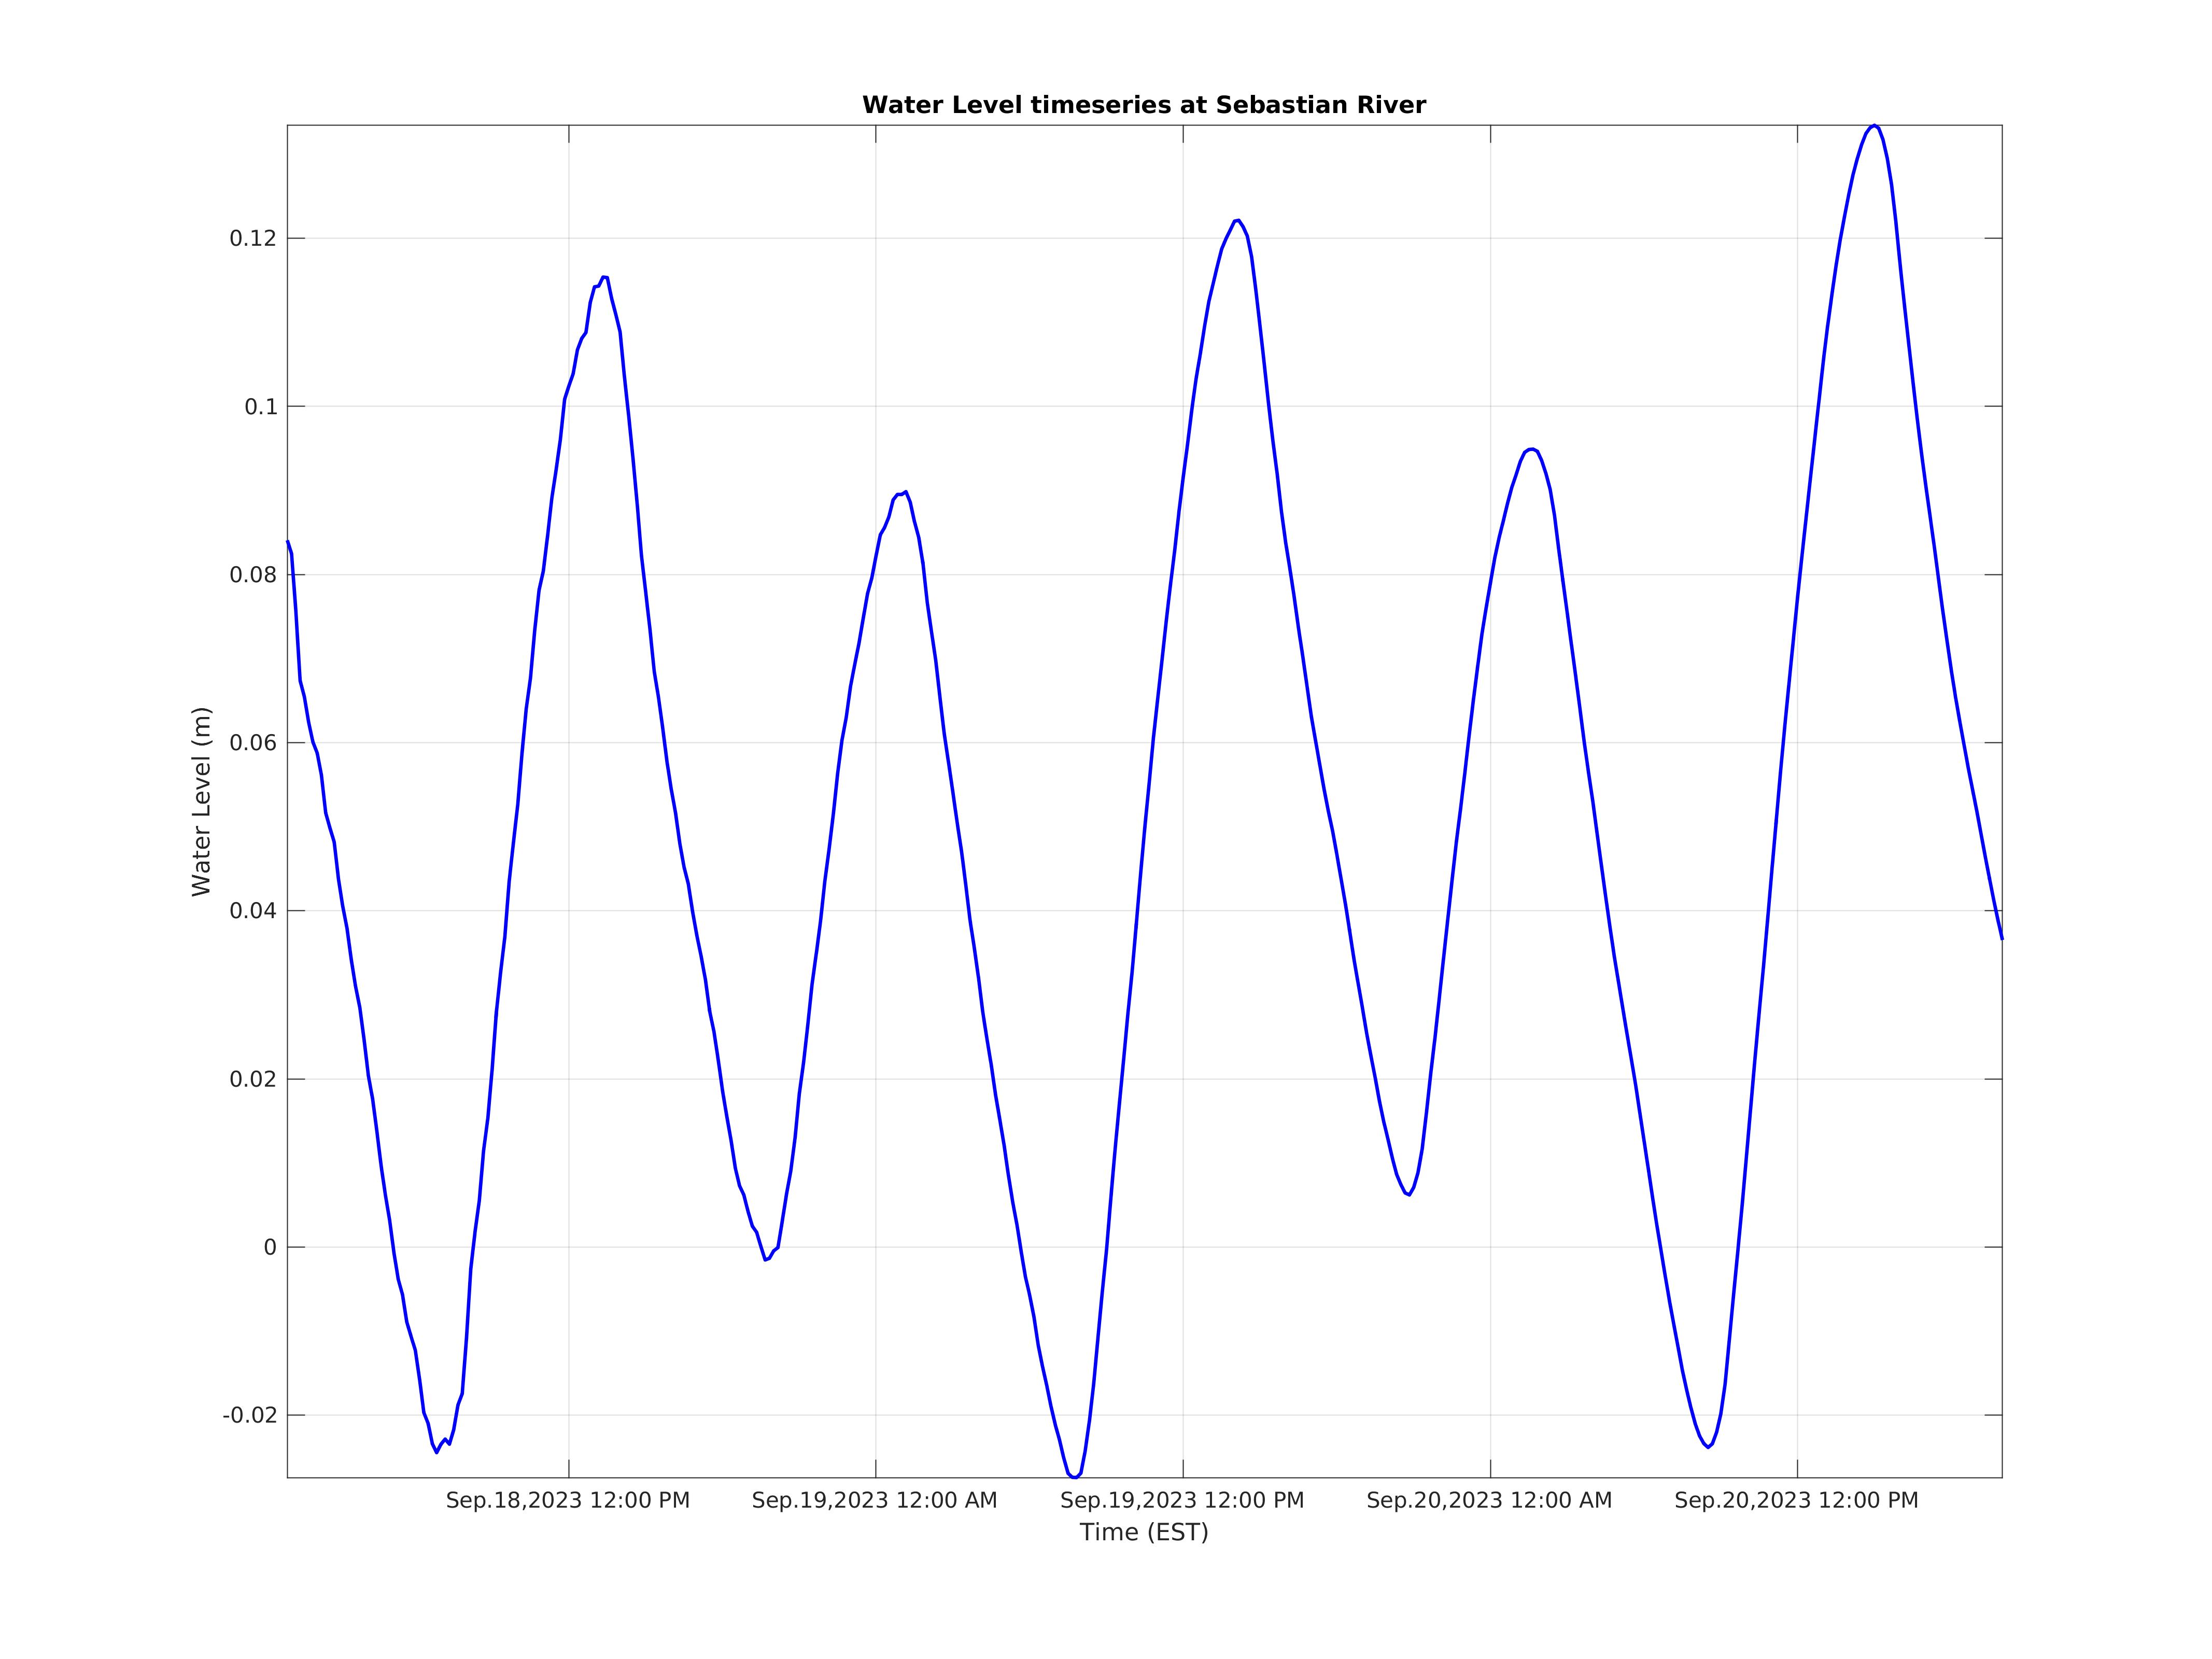 Water Level timeseries at Sebastian River
0.12
0.1
0.08
0.06
0.04
0.02
0
-0.02
Water Level (m)
Sep.18,2023 12:00 PM
Sep.19,2023 12:00 AM
Sep.19,2023 12:00 PM
Sep.20,2023 12:00 AM
Sep.20,2023 12:00 PM
Time (EST)